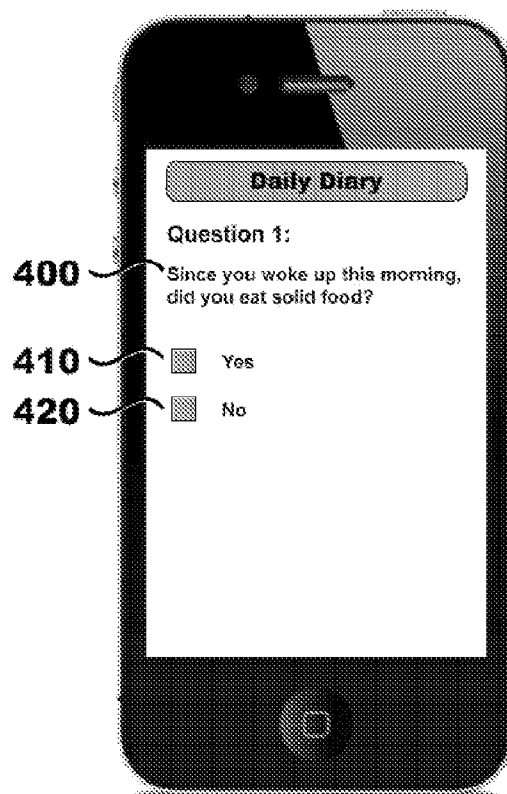 Daily Diary
Question 1:
400
Since you woke up this morning,
did you eat solid food?
410
Yes
420
No